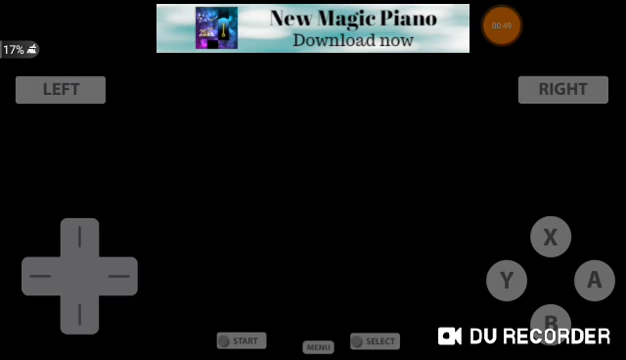 New Magic Piano
Download now
00:49
17%
LEFT
RIGHT
X
Y
A
B
START
SELECT
MENU
DU RECORDER